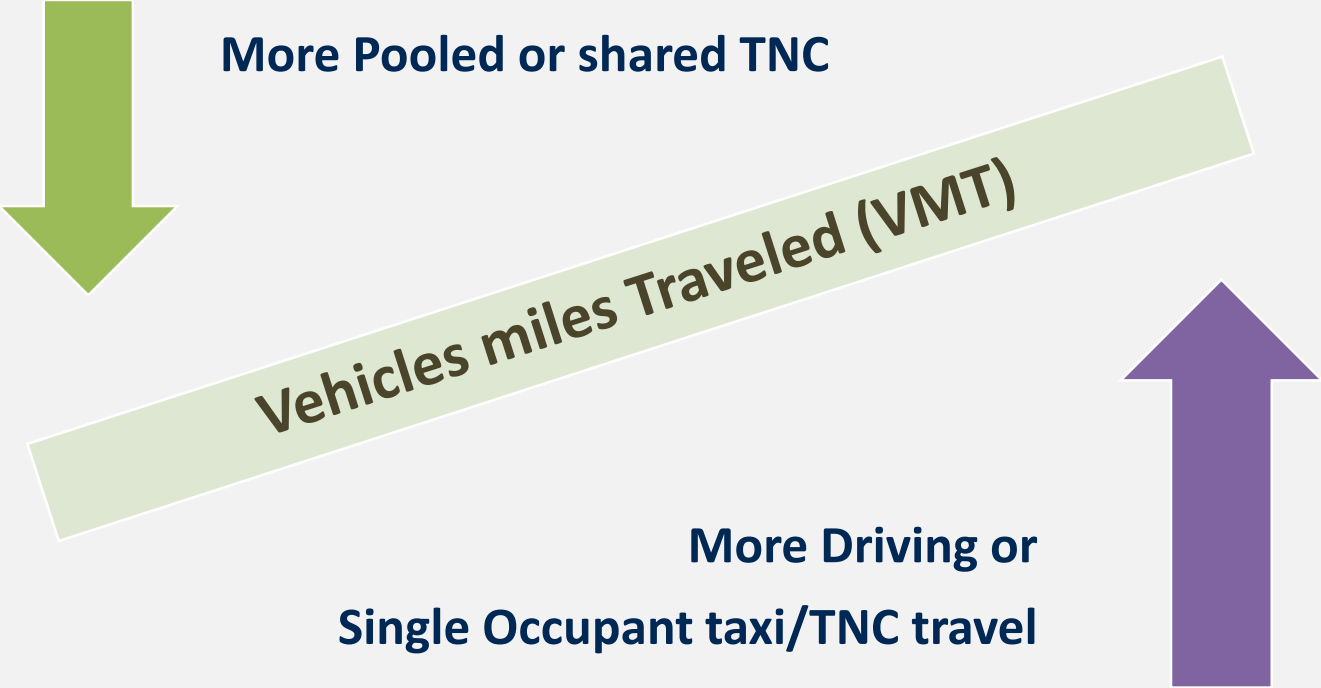 More Pooled or shared TNC
Vehicles miles Traveled (VMT)
More Driving or
Single Occupant taxi/TNC travel